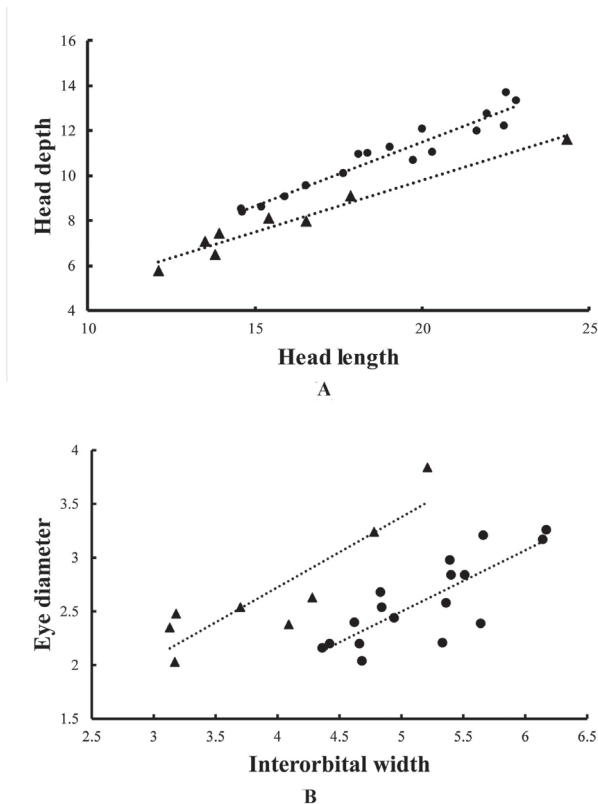 16
14
12
10
8
6
4
Head depth
10 15 20 25
Head length
A
4
3.5
3
2.5
2
1.5
Eye diameter
2.5 3 3.5 4 4.5 5 5.5 6 6.5
Interorbital width
B